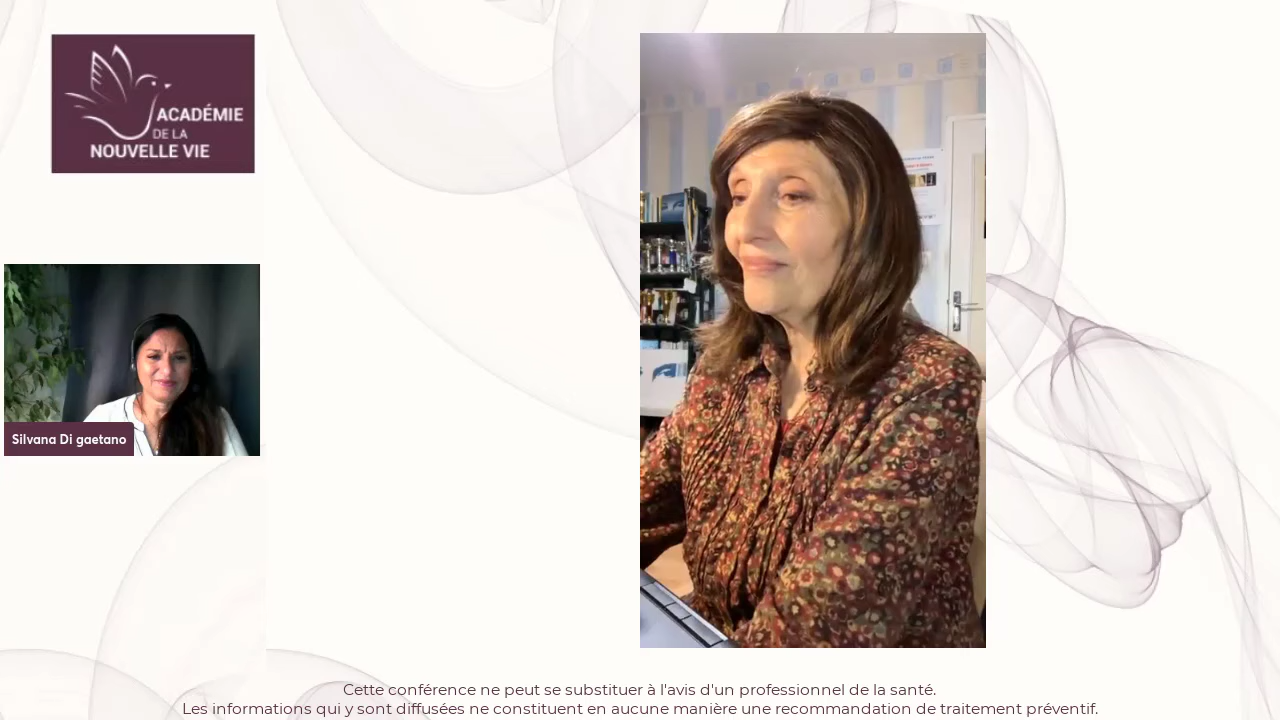 ACADÉMIE
DE LA
NOUVELLE VIE
Silvana Di gaetano
Cette conférence ne peut se substituer à l'avis d'un professionnel de la santé.
Les informations qui y sont diffusées ne constituent en aucune manière une recommandation de traitement préventif.